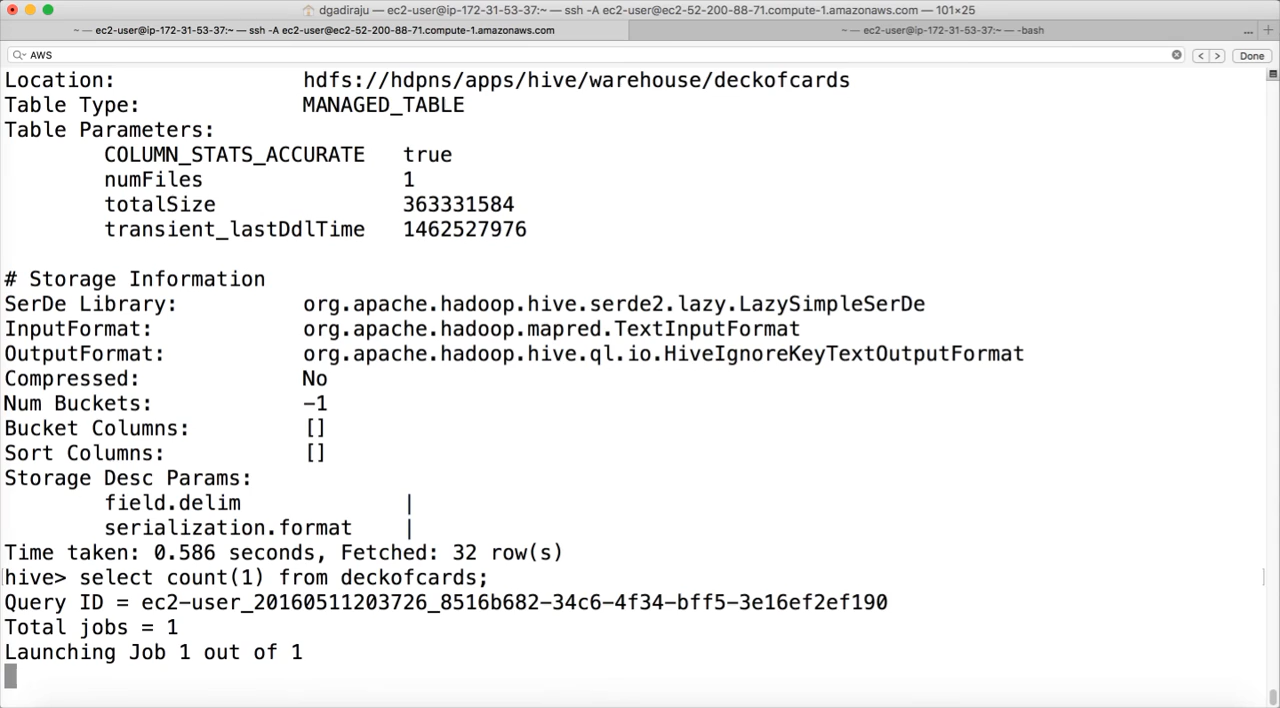 dgadiraju — ec2-user@ip-172-31-53-37:~ — ssh -A ec2-user@ec2-52-200-88-71.compute-1.amazonaws.com — 101×25
~ — ec2-user@ip-172-31-53-37:~ — ssh -A ec2-user@ec2-52-200-88-71.compute-1.amazonaws.com
~ — ec2-user@ip-172-31-53-37:~ — -bash
... +
AWS
< > Done
Location: hdfs://hdpns/apps/hive/warehouse/deckofcards
Table Type: MANAGED_TABLE
Table Parameters:
COLUMN_STATS_ACCURATE true
numFiles 1
totalSize 363331584
transient_lastDdlTime 1462527976
# Storage Information
SerDe Library: org.apache.hadoop.hive.serde2.lazy.LazySimpleSerDe
InputFormat: org.apache.hadoop.mapred.TextInputFormat
OutputFormat: org.apache.hadoop.hive.ql.io.HiveIgnoreKeyTextOutputFormat
Compressed: No
Num Buckets: -1
Bucket Columns: []
Sort Columns: []
Storage Desc Params:
field.delim |
serialization.format |
Time taken: 0.586 seconds, Fetched: 32 row(s)
hive> select count(1) from deckofcards;
Query ID = ec2-user_20160511203726_8516b682-34c6-4f34-bff5-3e16ef2ef190
Total jobs = 1
Launching Job 1 out of 1